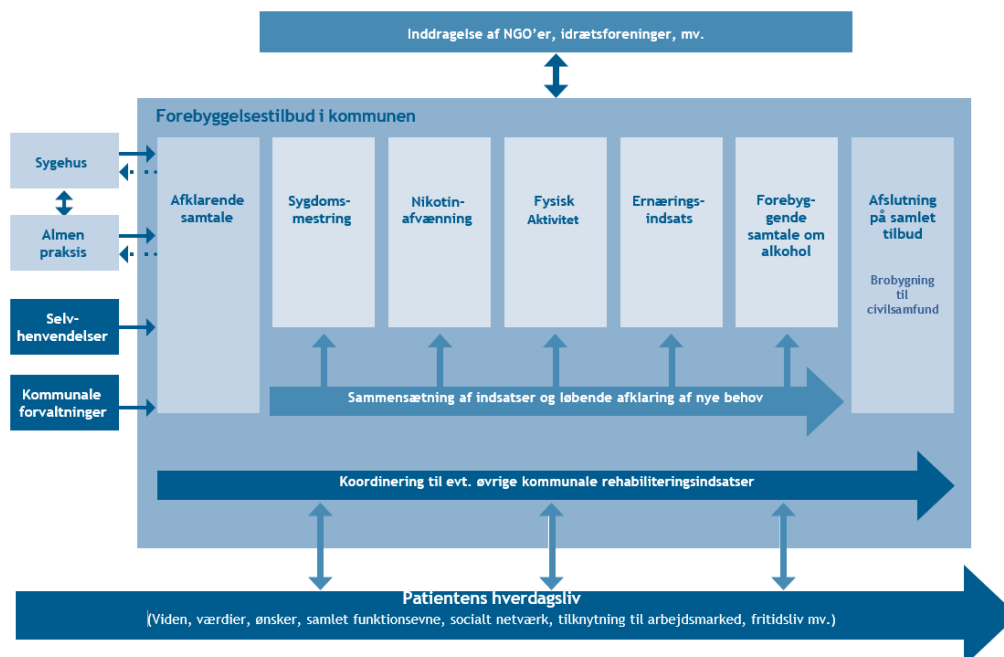 Inddragelse af NGO'er, idrætsforeninger, mv.
Forebyggelsestilbud i kommunen
Sygehus
Almen
praksis
Selv-
henvendelser
Kommunale
forvaltninger
Afklarende
samtale
Sygdoms-
mestring
Nikotin-
afvænning
Fysisk
Aktivitet
Ernærings-
indsats
Forebyg-
gende
samtale om
alkohol
Afslutning
på samlet
tilbud
Brobygning
til
civilsamfund
Sammensætning af indsatser og løbende afklaring af nye behov
Koordinering til evt. øvrige kommunale rehabiliteringsindsatser
Patientens hverdagsliv
(Viden, værdier, ønsker, samlet funktionsevne, socialt netværk, tilknytning til arbejdsmarked, fritidsliv mv.)